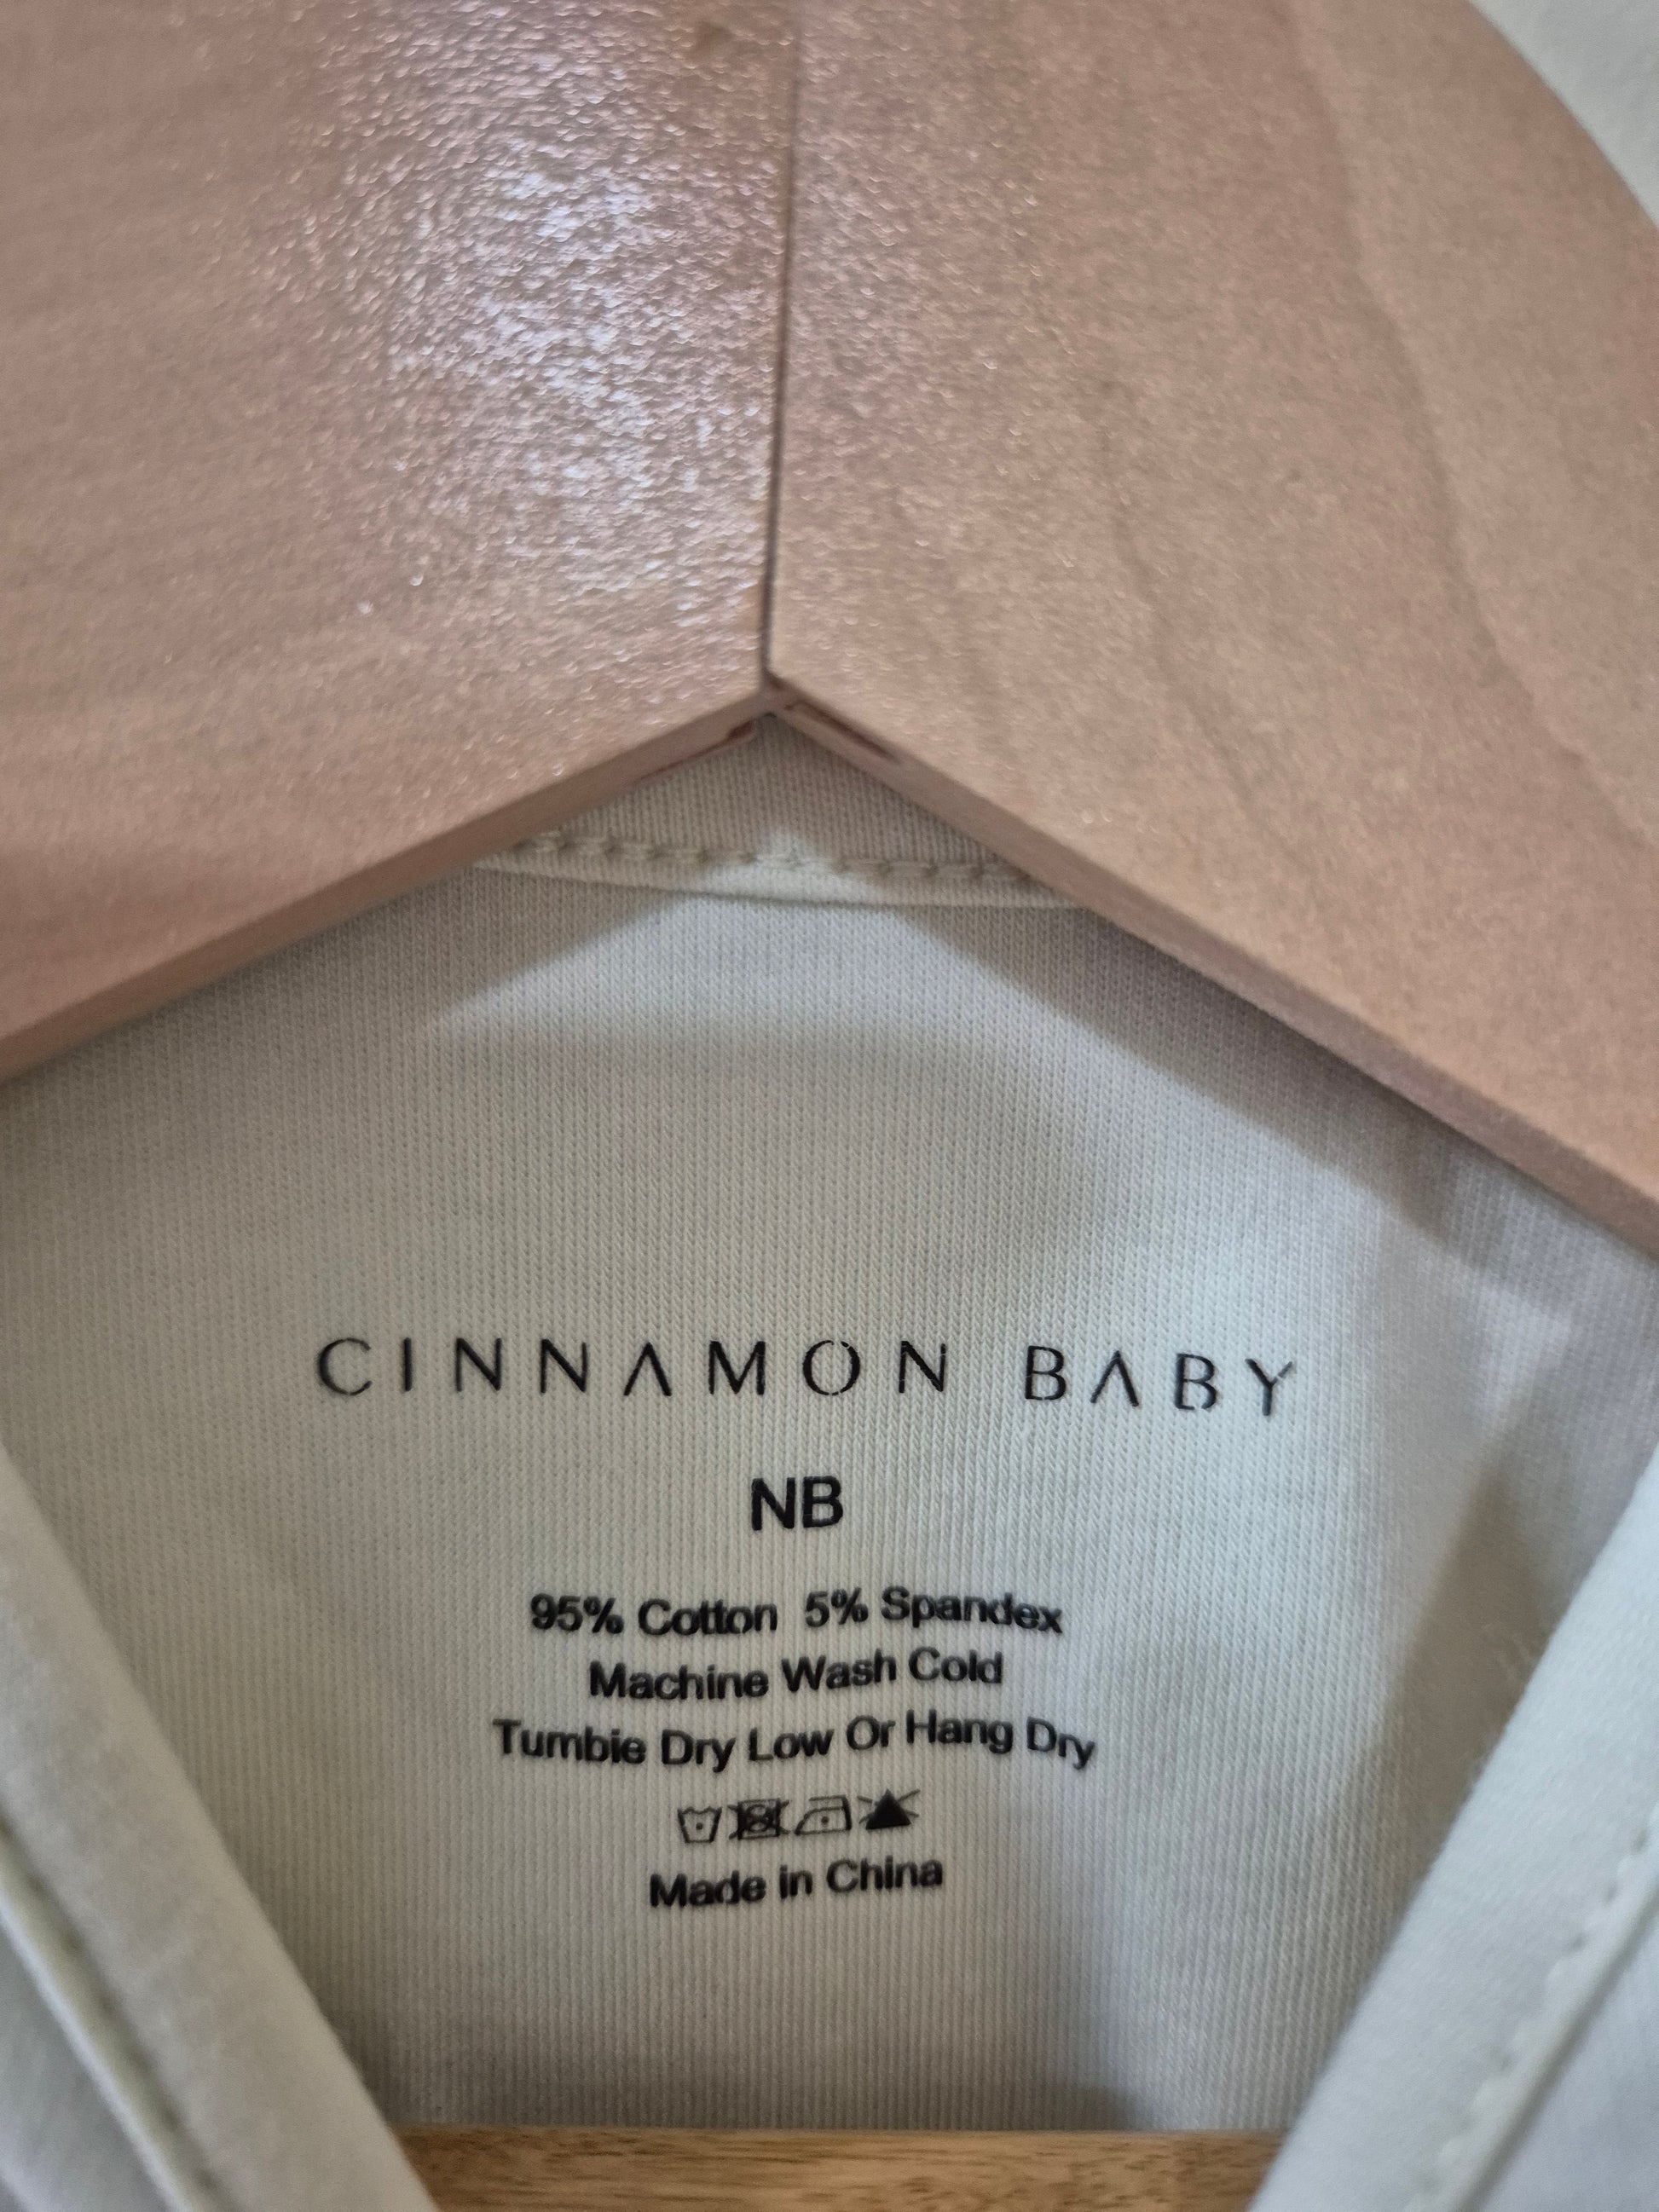 CINNAMON BABY
NB
95% Cotton 5% Spandex
Machine Wash Cold
Tumbie Dry Low Or Hang Dry
Made in China